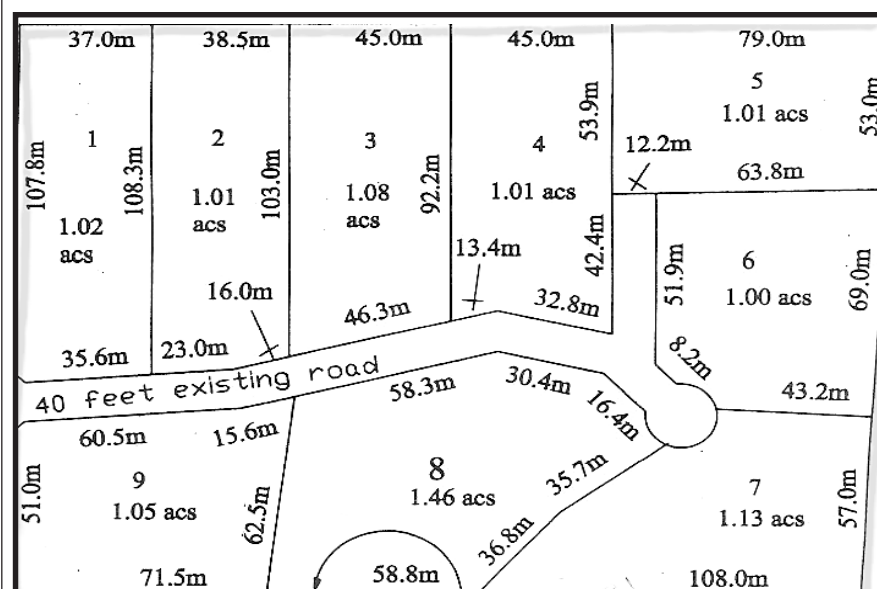 37.0m
38.5m
45.0m
45.0m
79.0m
107.8m
1
1.02
acs
108.3m
2
1.01
acs
103.0m
3
1.08
acs
92.2m
4
1.01 acs
53.9m
5
1.01 acs
53.0m
12.2m
63.8m
42.4m
13.4m
16.0m
35.6m
23.0m
46.3m
32.8m
51.9m
6
1.00 acs
69.0m
8.2m
43.2m
40 feet existing road
60.5m
15.6m
58.3m
30.4m
16.4m
51.0m
9
1.05 acs
62.5m
71.5m
8
1.46 acs
35.7m
36.8m
58.8m
7
1.13 acs
57.0m
108.0m